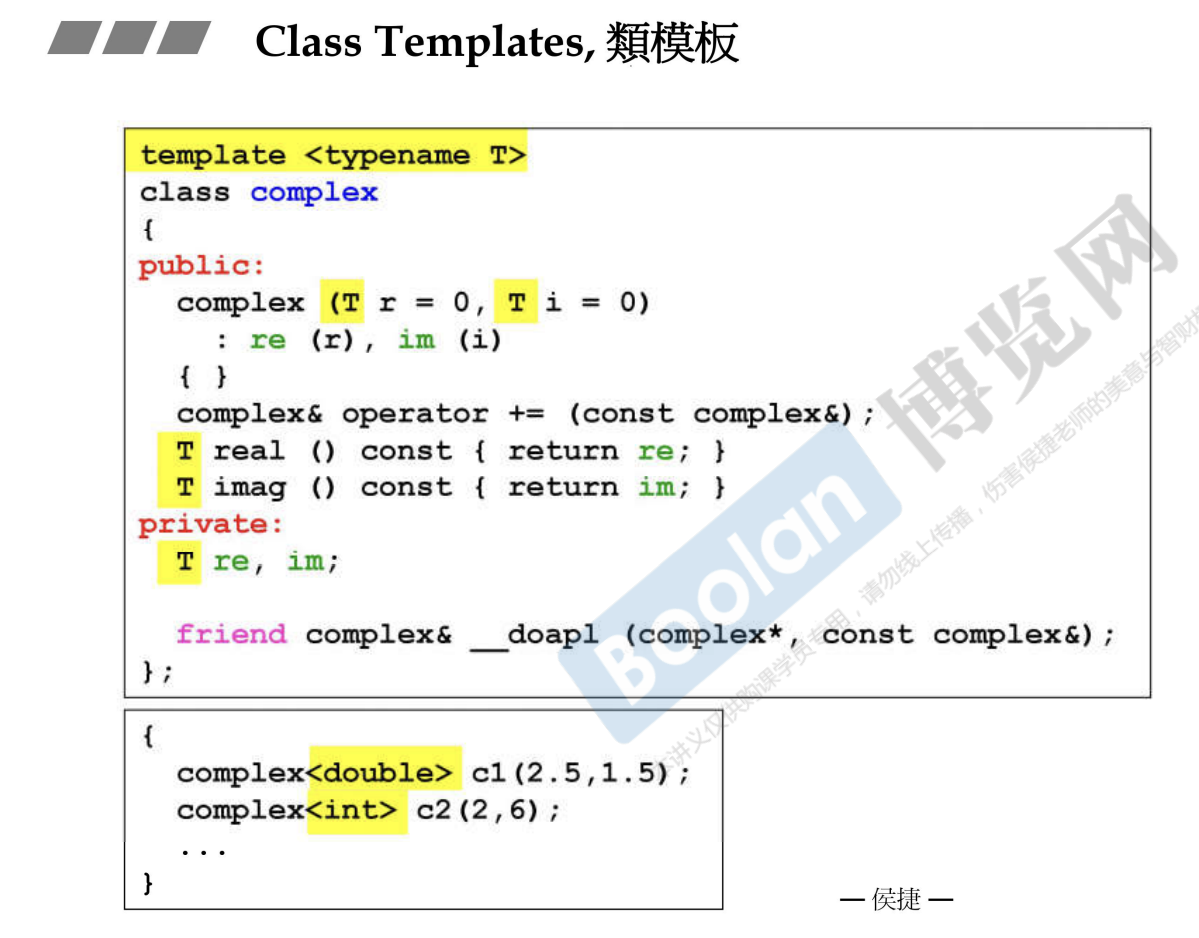 Class Templates, 類模板
template <typename T>
class complex
{
public:
  complex (T r = 0, T i = 0)
    : re (r), im (i)
  { }
  complex& operator += (const complex&);
  T real () const { return re; }
  T imag () const { return im; }
private:
  T re, im;
  friend complex& __doapl (complex*, const complex&);
};
{
  complex<double> c1(2.5,1.5);
  complex<int> c2(2,6);
  ...
}
— 侯捷 —
Boolan 博览网
讲义仅供购课学员专用，请勿线上传播，伤害侯捷老师的美意与智财